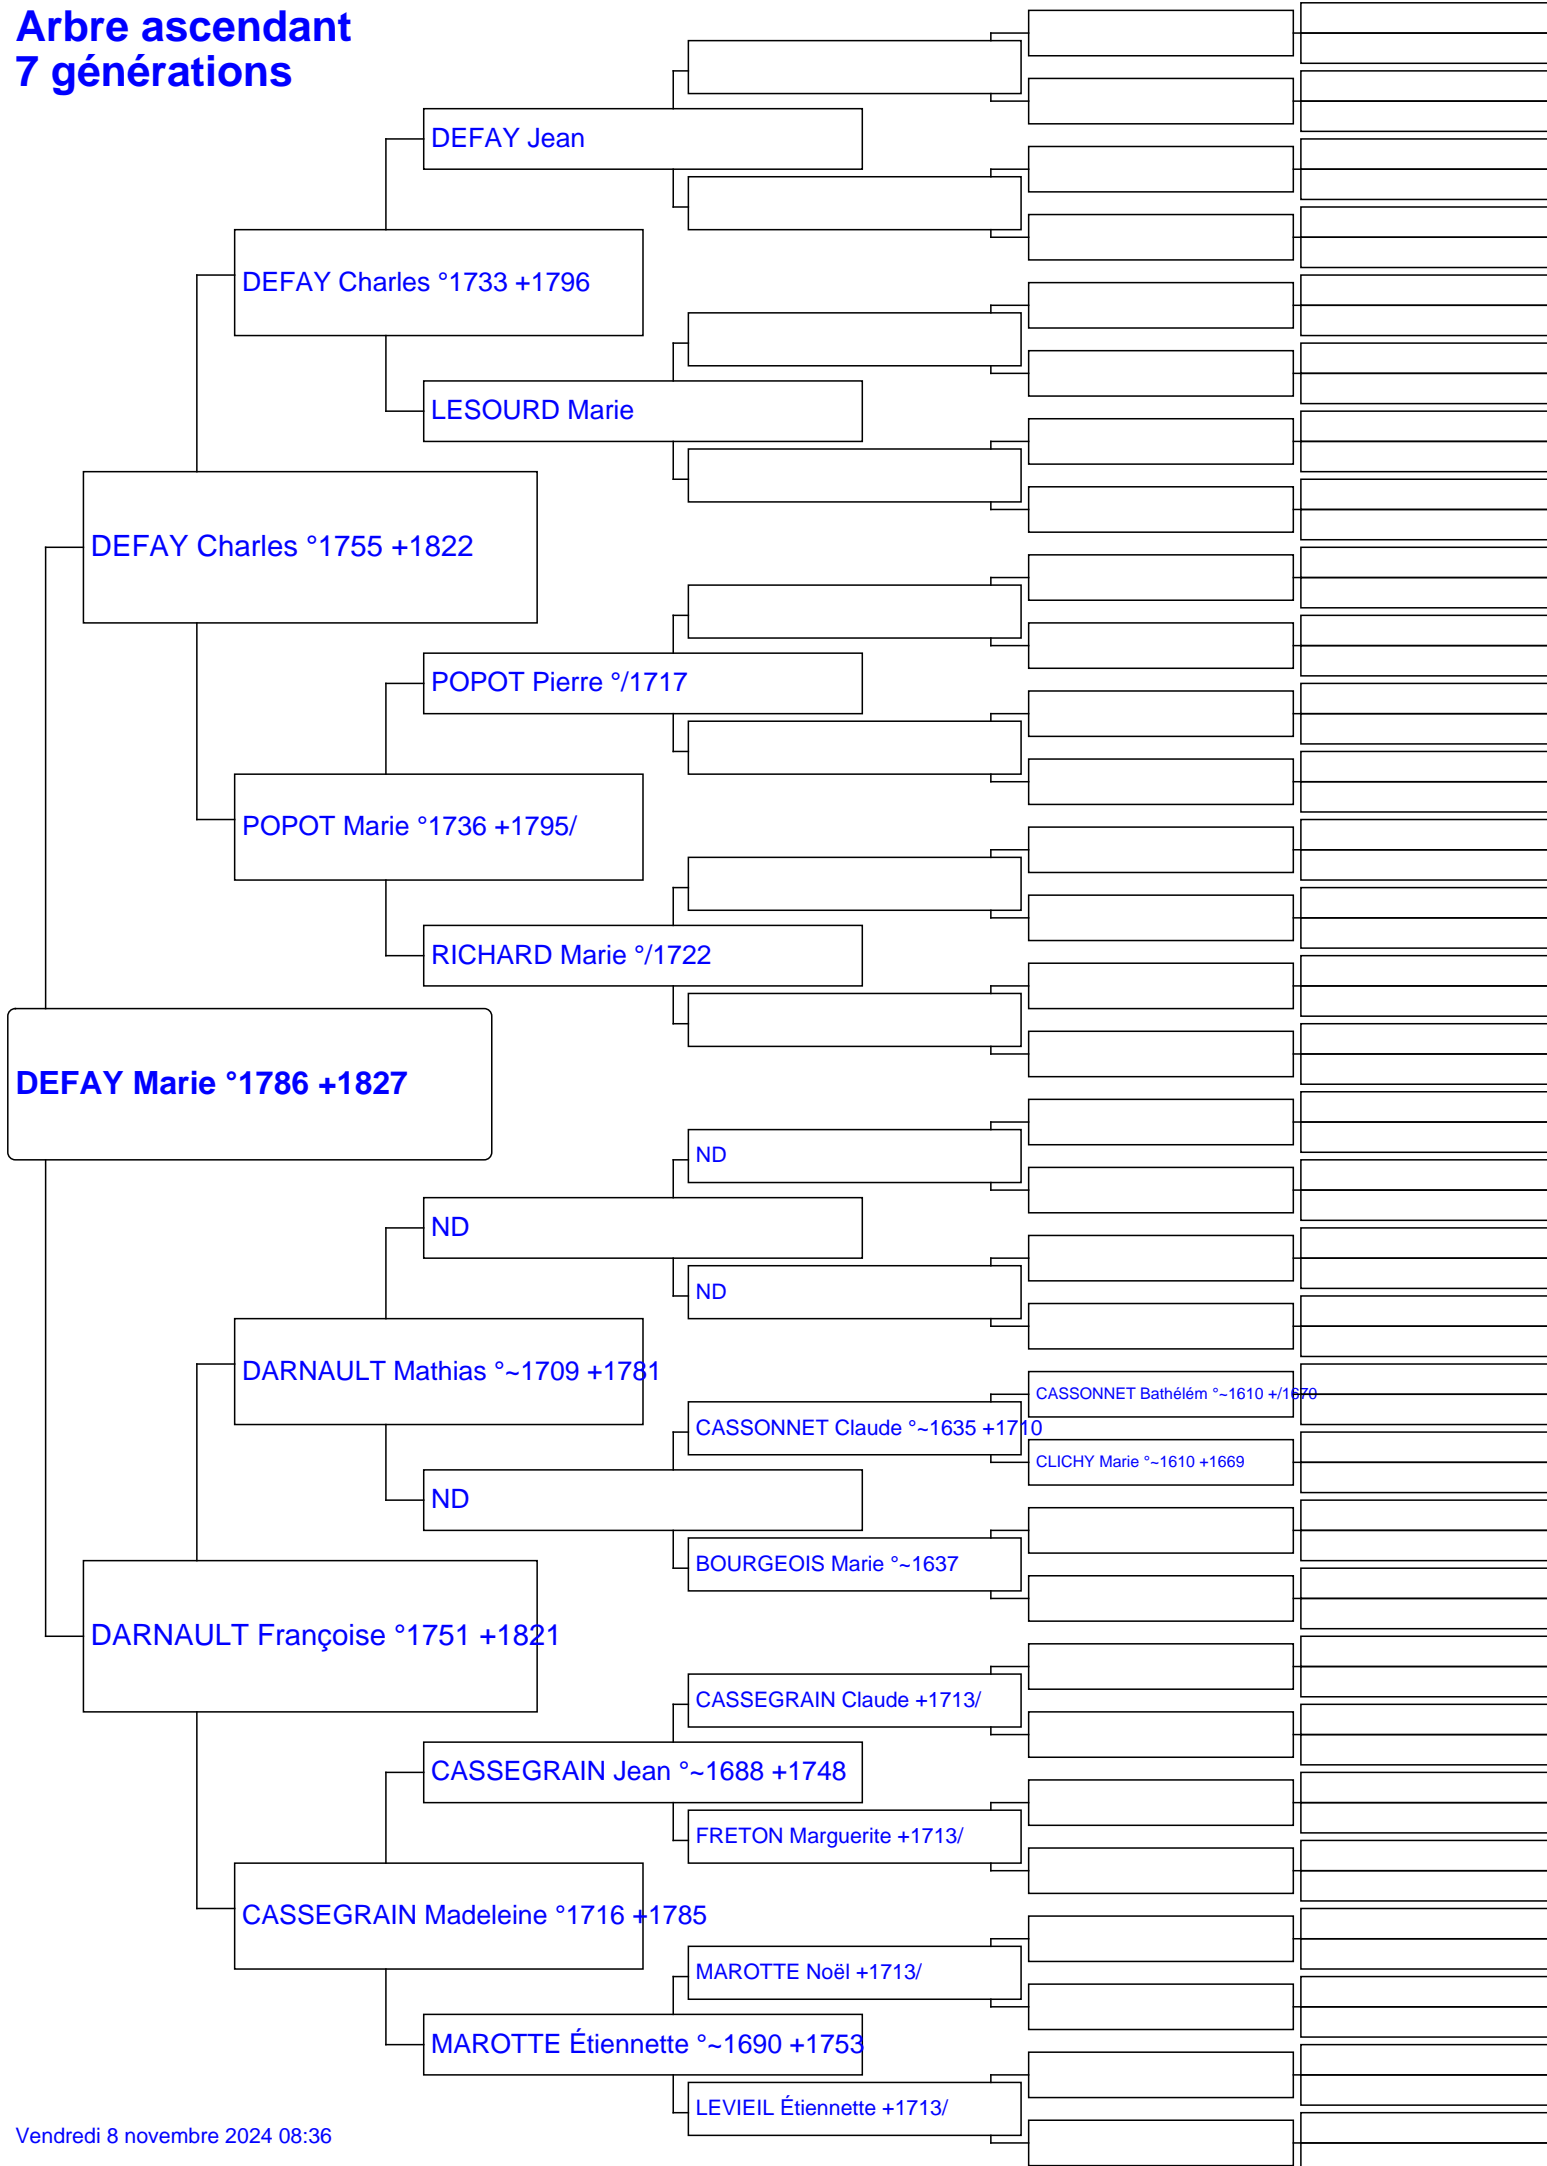 Arbre ascendant
7 générations
DEFAY Jean
DEFAY Charles °1733 +1796
LESOURD Marie
DEFAY Charles °1755 +1822
POPOT Pierre °/1717
POPOT Marie °1736 +1795/
RICHARD Marie °/1722
DEFAY Marie °1786 +1827
ND
ND
ND
DARNAULT Mathias °~1709 +1781
CASSONNET Bathélém °~1610 +/1670
CASSONNET Claude °~1635 +1710
CLICHY Marie °~1610 +1669
ND
BOURGEOIS Marie °~1637
DARNAULT Françoise °1751 +1821
CASSEGRAIN Claude +1713/
CASSEGRAIN Jean °~1688 +1748
FRETON Marguerite +1713/
CASSEGRAIN Madeleine °1716 +1785
MAROTTE Noël +1713/
MAROTTE Étiennette °~1690 +1753
LEVIEIL Étiennette +1713/
Vendredi 8 novembre 2024 08:36